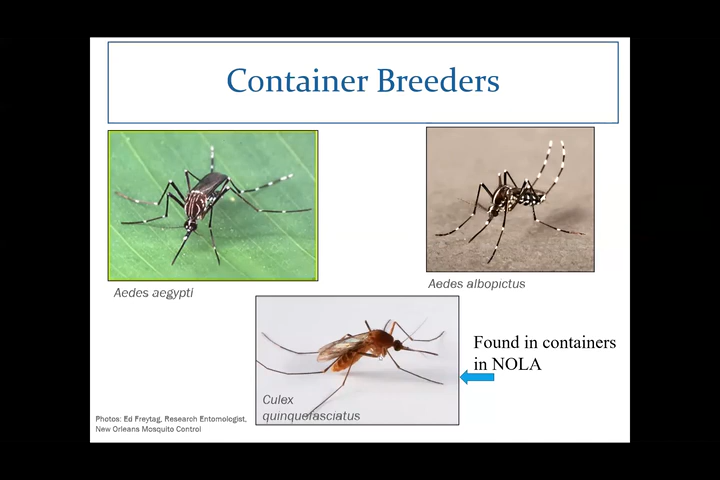 Container Breeders
Aedes aegypti
Aedes albopictus
Found in containers
in NOLA
Culex
quinquefasciatus
Photos: Ed Freytag, Research Entomologist,
New Orleans Mosquito Control